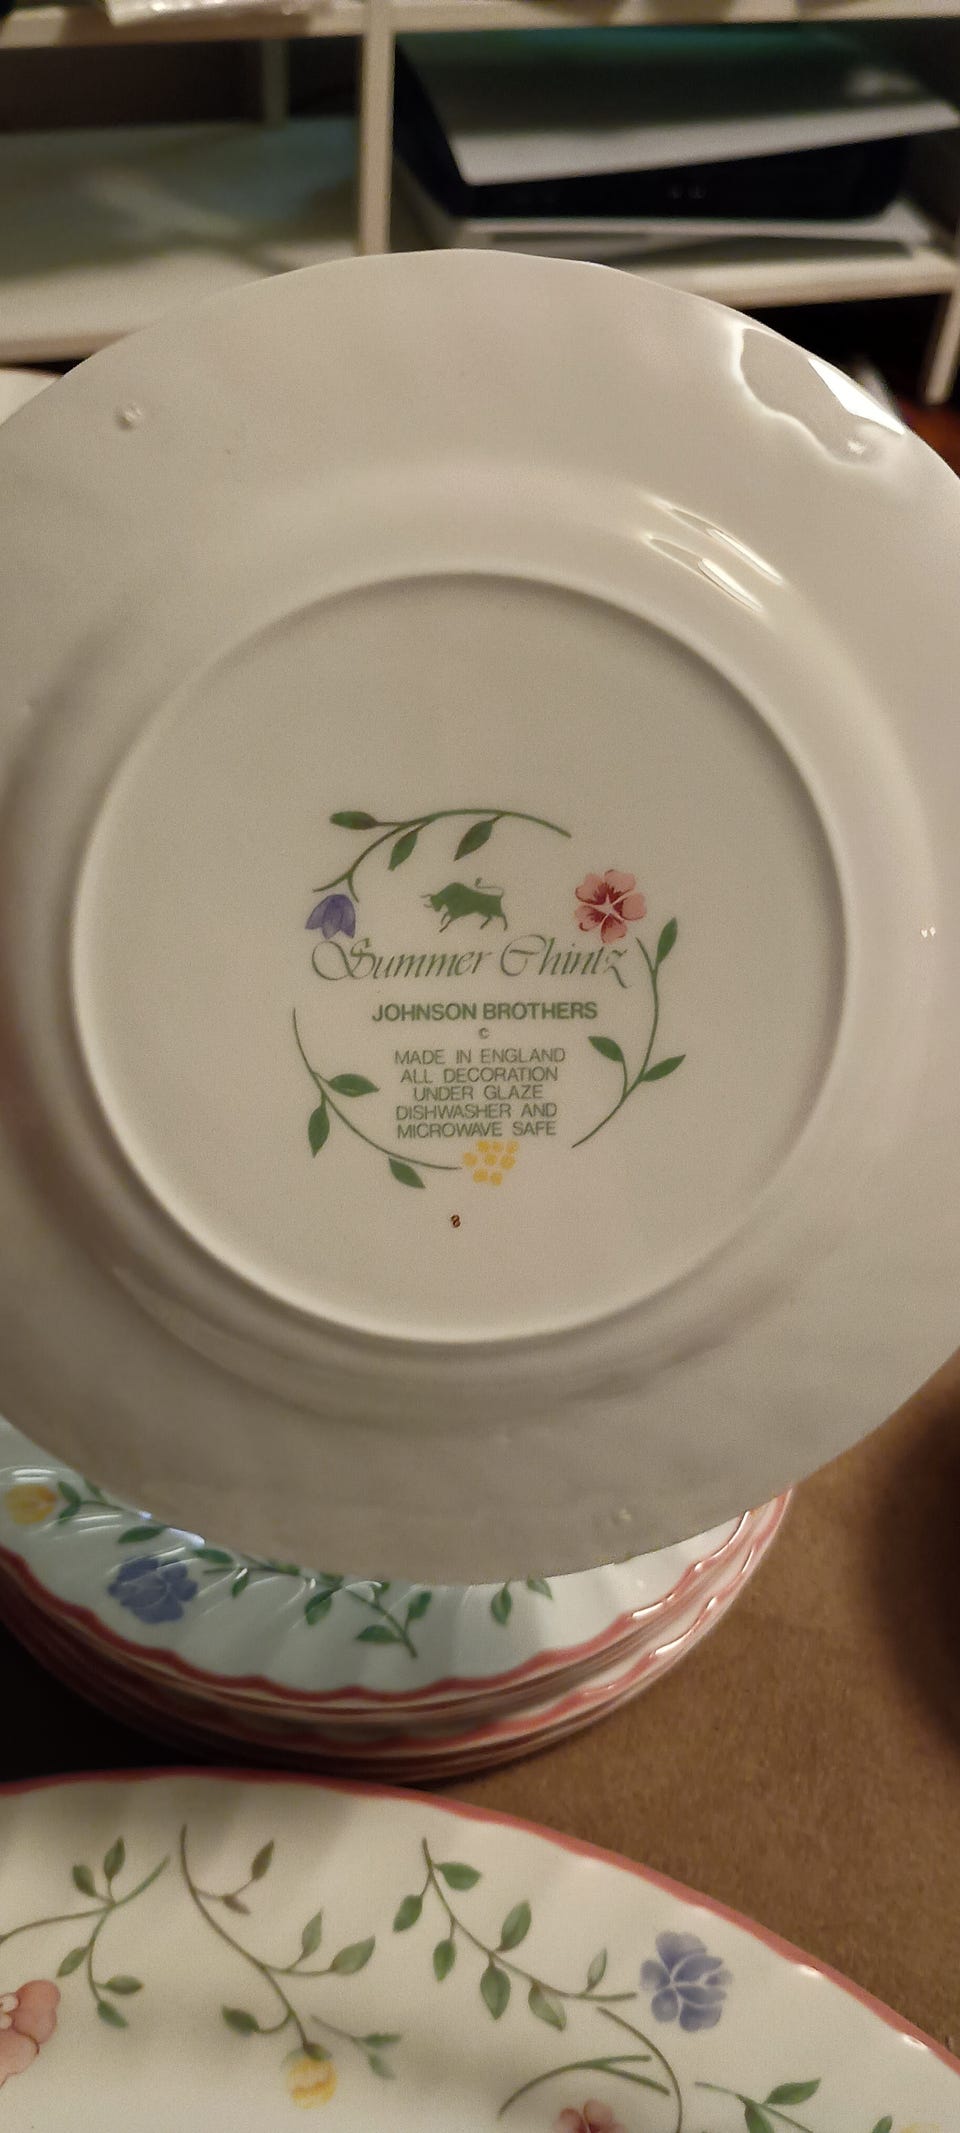 Summer Chintz
JOHNSON BROTHERS
©
MADE IN ENGLAND
ALL DECORATION
UNDER GLAZE
DISHWASHER AND
MICROWAVE SAFE
8